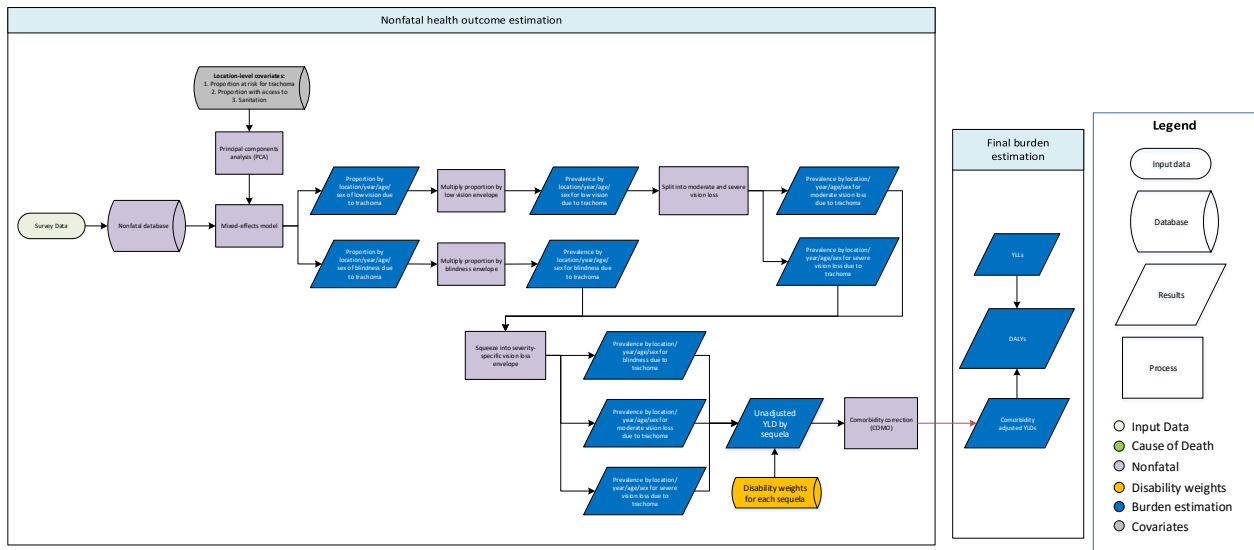 Nonfatal health outcome estimation
Location-level covariates:
1. Proportion at risk for trachoma
2. Proportion with access to
3. Sanitation
Principal components
analysis (PCA)
Survey Data
Nonfatal database
Mixed-effects model
Proportion by
location/year/age/
sex of low vision due to
trachoma
Multiply proportion by
low vision envelope
Prevalence by
location/year/age/
sex for low vision due to
trachoma
Split into moderate and severe
vision loss
Prevalence by location
/year/age/sex for
moderate vision loss
due to trachoma
Proportion by
location/year/age/
sex of blindness due
to trachoma
Multiply proportion by
blindness envelope
Prevalence by
location/year/age/
sex for blindness due to
trachoma
Prevalence by location/
year/age/sex for severe
vision loss due to
trachoma
Squeeze into severity-
specific vision loss
envelope
Prevalence by location/
year/age/sex for
blindness due to
trachoma
Prevalence by location/
year/age/sex for
moderate vision loss
due to trachoma
Prevalence by location/
year/age/sex for severe
vision loss due to
trachoma
Unadjusted
YLD by
sequela
Disability weights
for each sequela
Comorbidity correction
(COMO)
Final burden
estimation
YLLs
DALYs
Comorbidity
adjusted YLDs
Legend
Input data
Database
Results
Process
Input Data
Cause of Death
Nonfatal
Disability weights
Burden estimation
Covariates